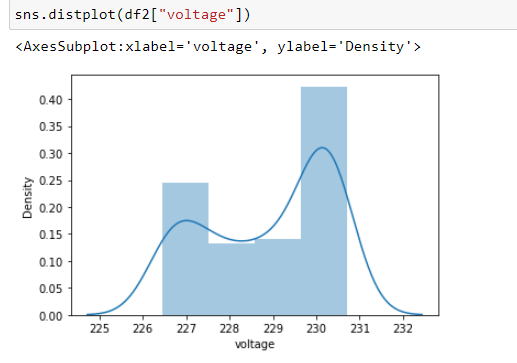 sns.distplot(df2["voltage"])
<AxesSubplot:xlabel='voltage', ylabel='Density'>
0.40
0.35
0.30
0.25
0.20
0.15
0.10
0.05
0.00
Density
225 226 227 228 229 230 231 232
voltage